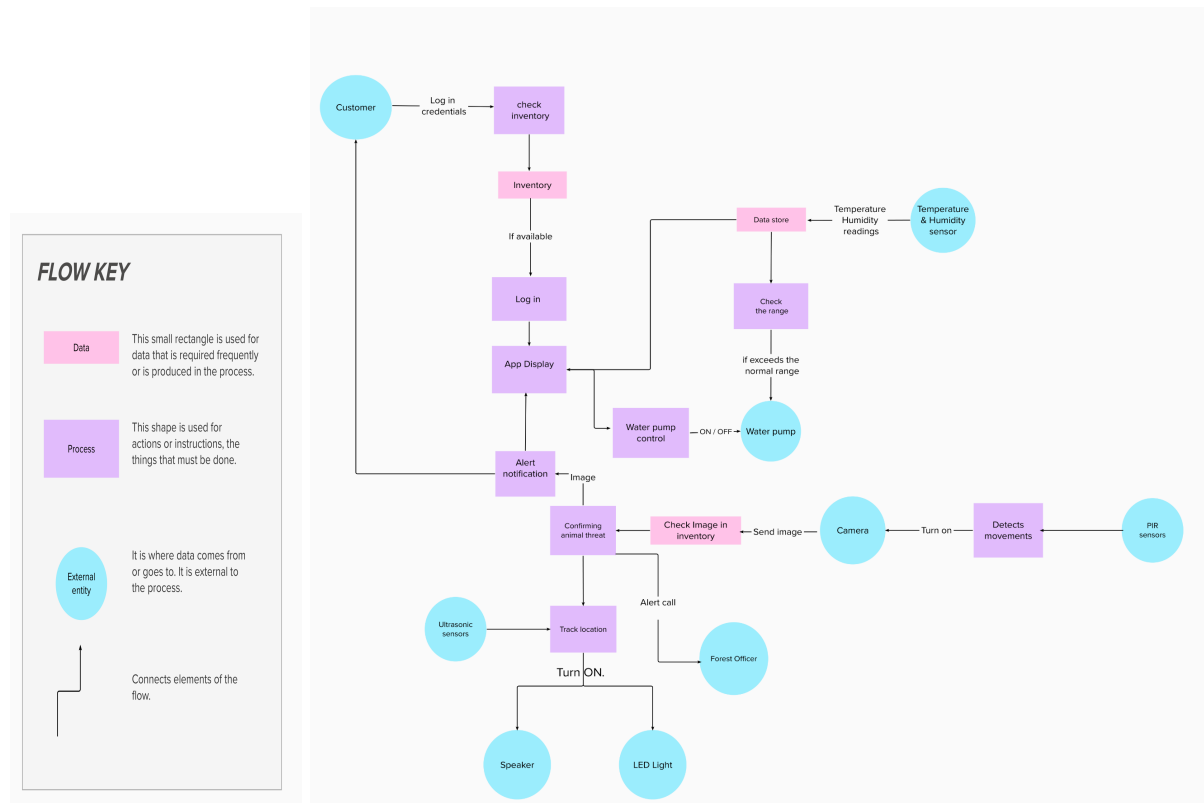 FLOW KEY
Data
This small rectangle is used for
data that is required frequently
or is produced in the process.
Process
This shape is used for
actions or instructions, the
things that must be done.
External
entity
It is where data comes from
or goes to. It is external to
the process.
Connects elements of the
flow.
Customer
Log in
credentials
check
inventory
Inventory
If available
Log in
App Display
Data store
Temperature
Humidity
readings
Temperature
& Humidity
sensor
Check
the range
if exceeds the
normal range
Water pump
control
ON / OFF
Water pump
Alert
notification
Image
Confirming
animal threat
Check Image in
inventory
Send image
Camera
Turn on
Detects
movements
PIR
sensors
Alert call
Ultrasonic
sensors
Track location
Forest Officer
Turn ON.
Speaker
LED Light